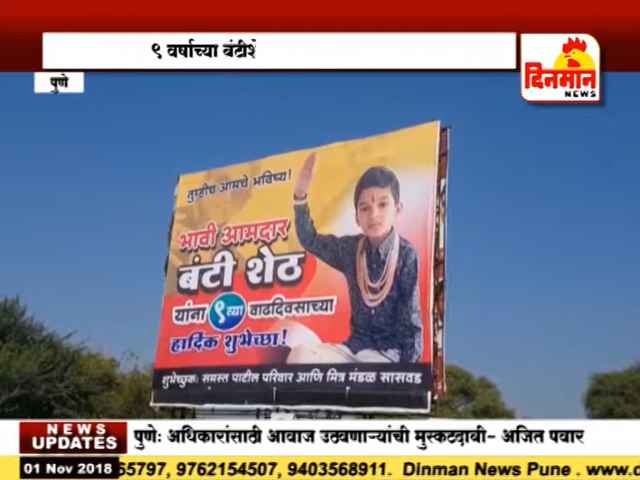 ९ वर्षाच्या बंटीशे
दिनमान
NEWS
पुणे
तुम्हीच आमचे भविष्य!
भावी आमदार
बंटी शेठ
यांना ९व्या वाढदिवसाच्या
हार्दिक शुभेच्छा!
शुभेच्छुक: समस्त पाटील परिवार आणि मित्र मंडळ सासवड
NEWS
UPDATES
पुणे: अधिकारांसाठी आवाज उठवणाऱ्यांची मुस्कटदाबी- अजित पवार
01 Nov 2018
65797, 9762154507, 9403568911. Dinman News Pune . www.d